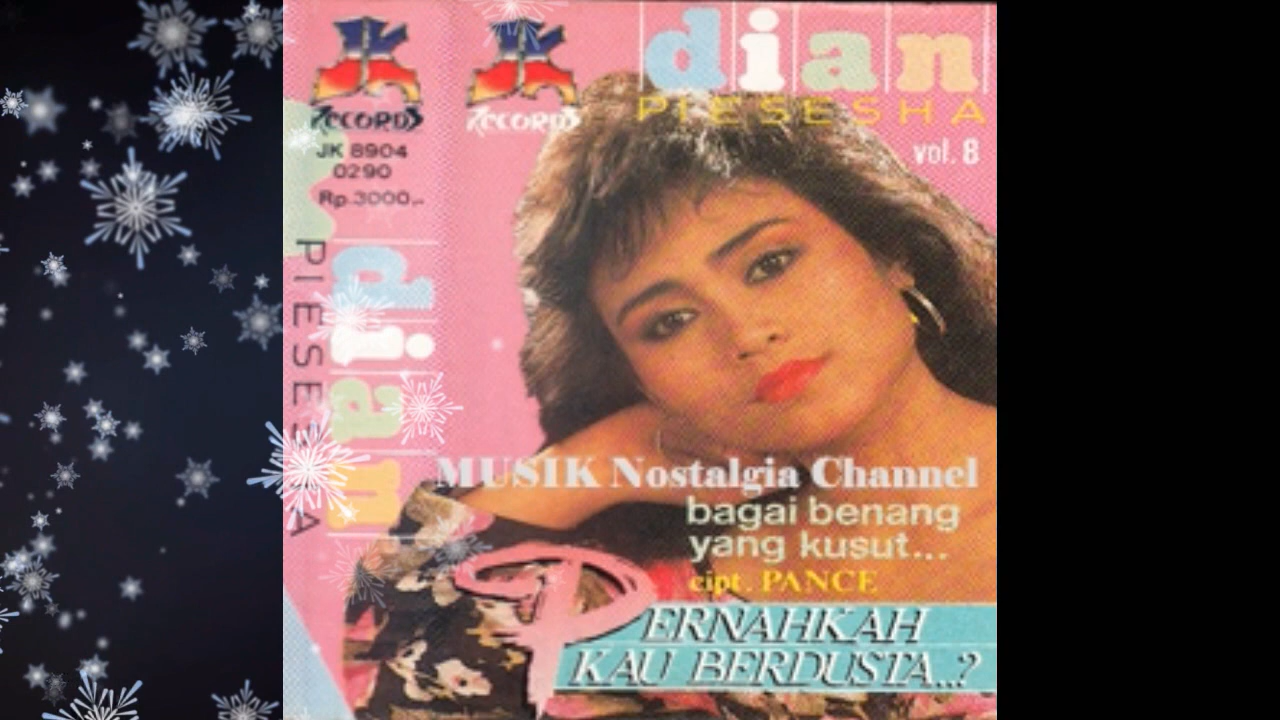 JK
RECORDS
JK 8904
0290
Rp.3000,-
dian
PIESESHA
JK
RECORDS
dian
PIESESHA
vol. 8
MUSIK Nostalgia Channel
bagai benang
yang kusut...
cipt. PANCE
PERNAHKAH
KAU BERDUSTA..?